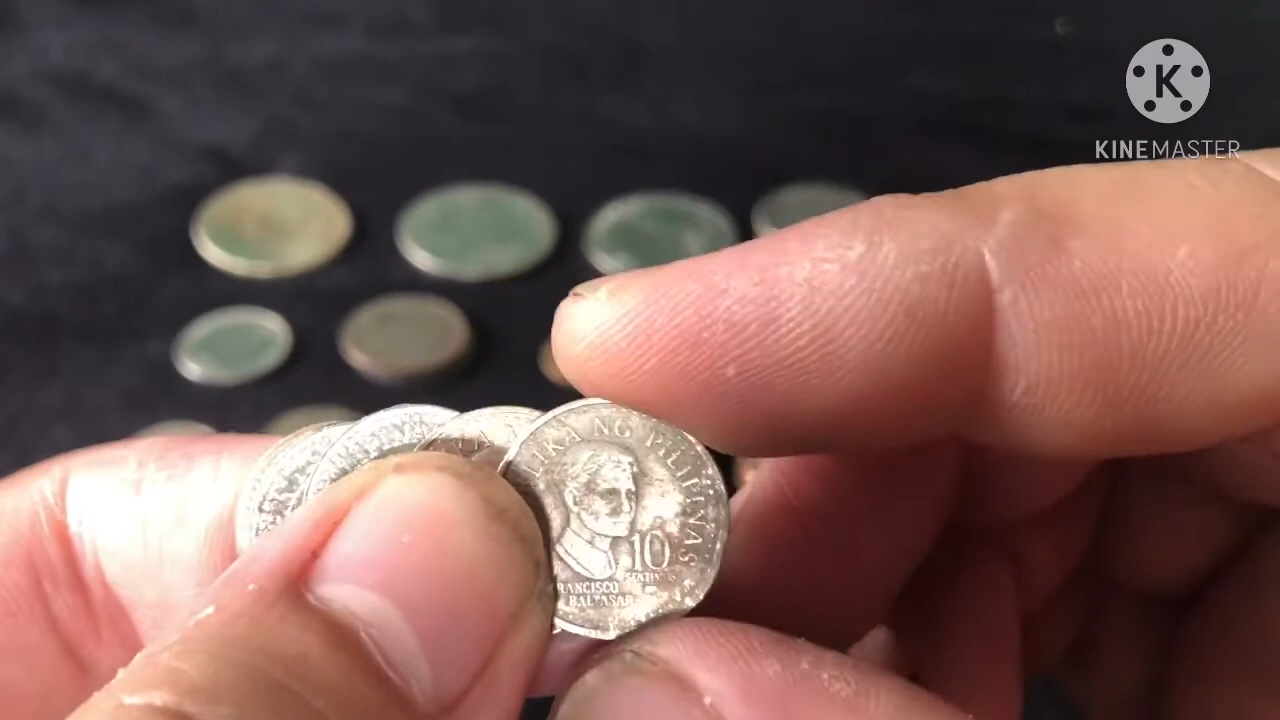 K
KINEMASTER
LIKA NG PILIPINAS
10
SENTIMOS
RANCISCO
BALTASAR